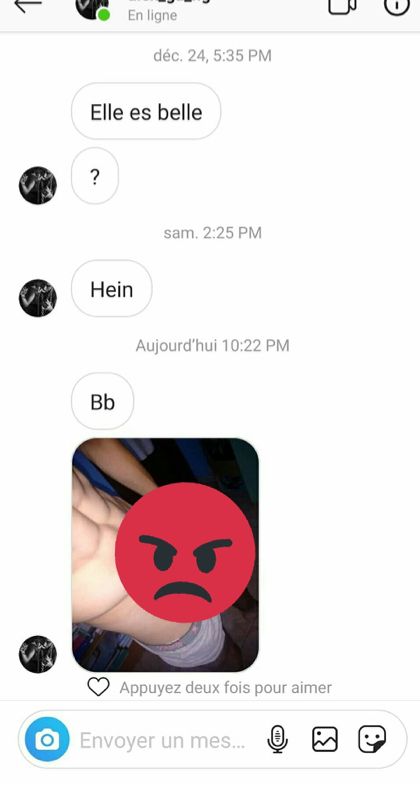 En ligne
déc. 24, 5:35 PM
Elle es belle
?
sam. 2:25 PM
Hein
Aujourd'hui 10:22 PM
Bb
Appuyez deux fois pour aimer
Envoyer un mes...